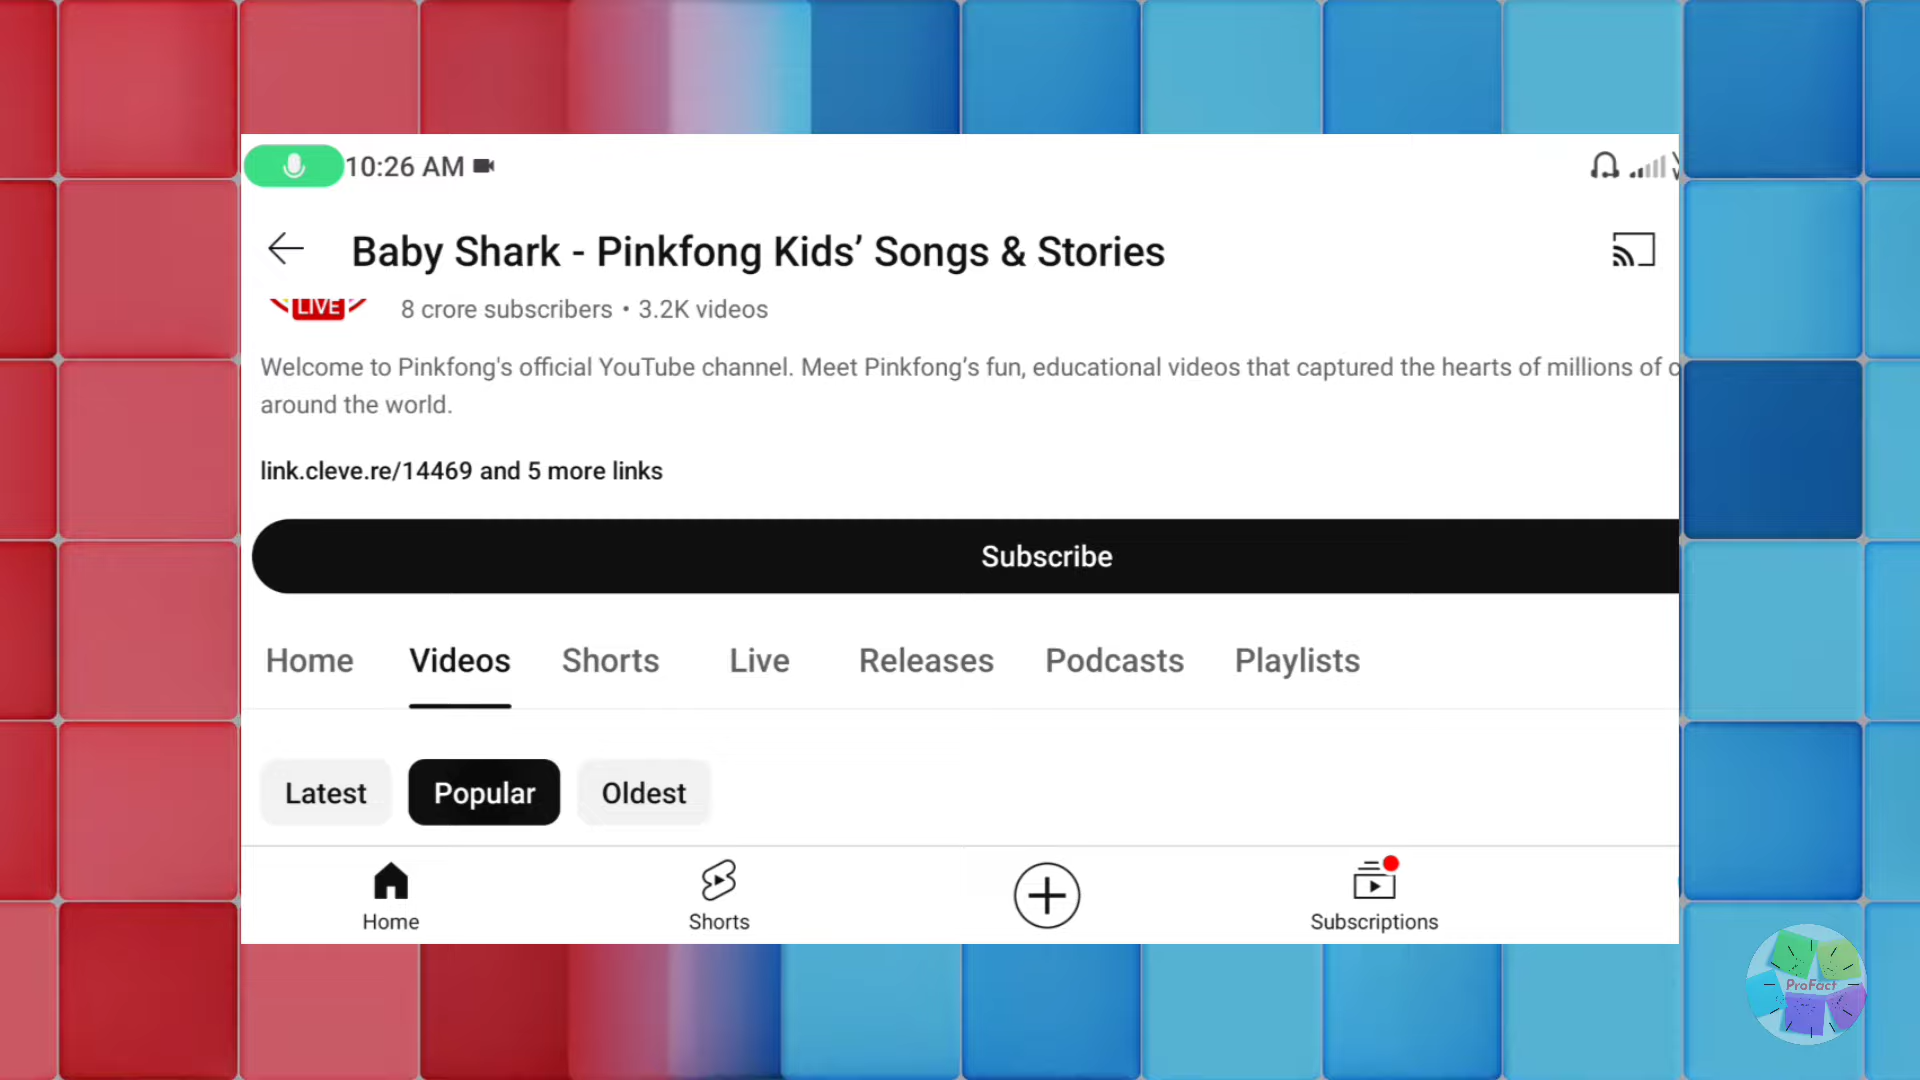 10:26 AM
Baby Shark - Pinkfong Kids’ Songs & Stories
LIVE
8 crore subscribers • 3.2K videos
Welcome to Pinkfong's official YouTube channel. Meet Pinkfong’s fun, educational videos that captured the hearts of millions of
around the world.
link.cleve.re/14469 and 5 more links
Subscribe
Home Videos Shorts Live Releases Podcasts Playlists
Latest Popular Oldest
Home Shorts Subscriptions
ProFact